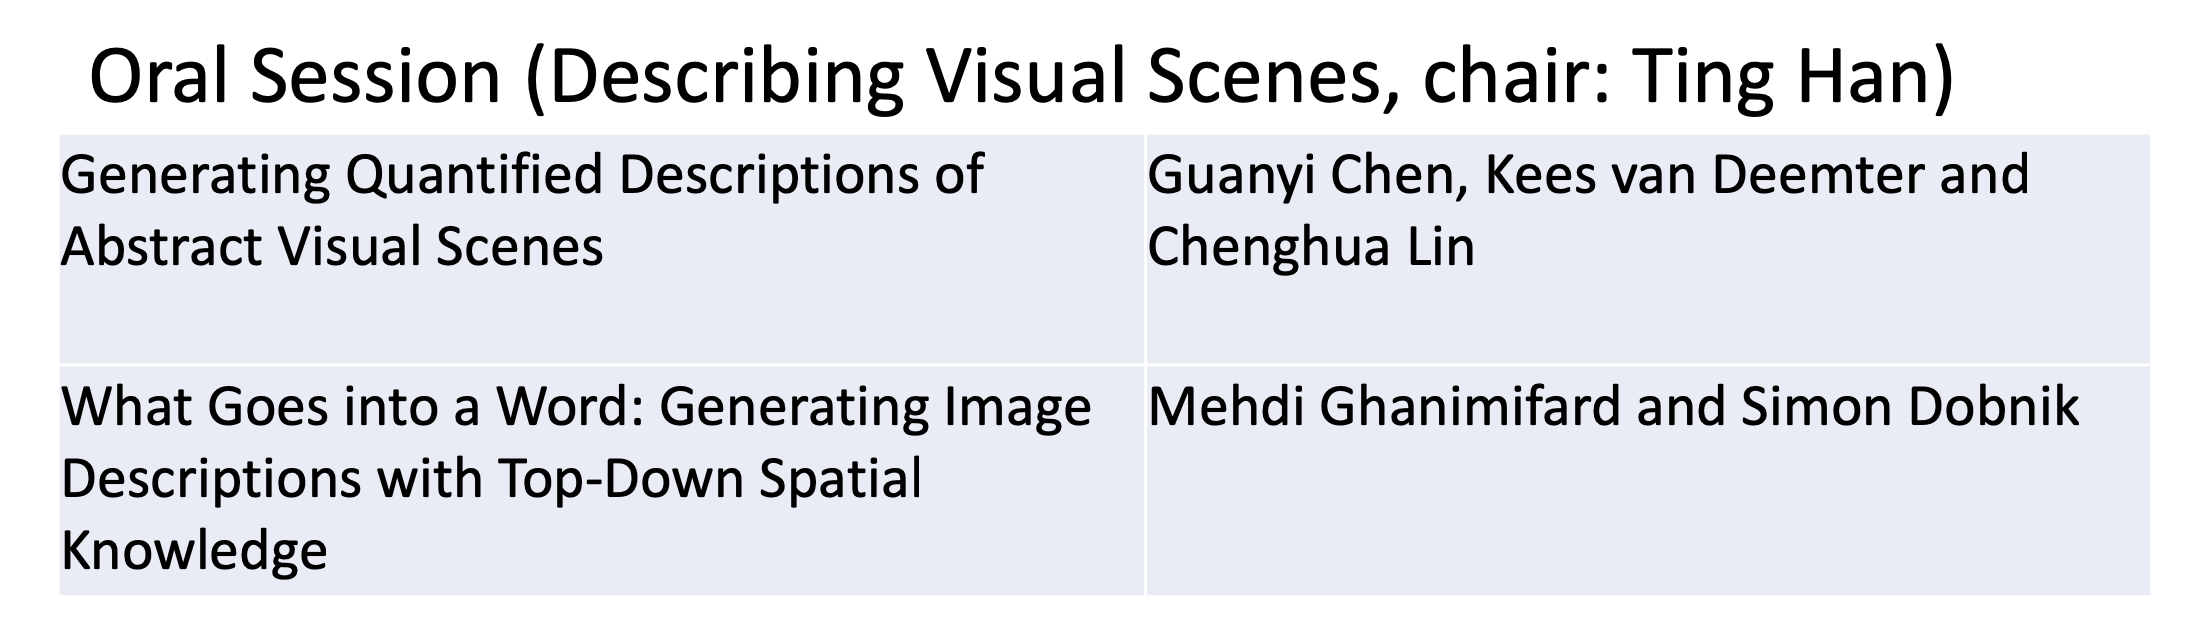 Oral Session (Describing Visual Scenes, chair: Ting Han)
Generating Quantified Descriptions of
Abstract Visual Scenes
Guanyi Chen, Kees van Deemter and
Chenghua Lin
What Goes into a Word: Generating Image
Descriptions with Top-Down Spatial
Knowledge
Mehdi Ghanimifard and Simon Dobnik